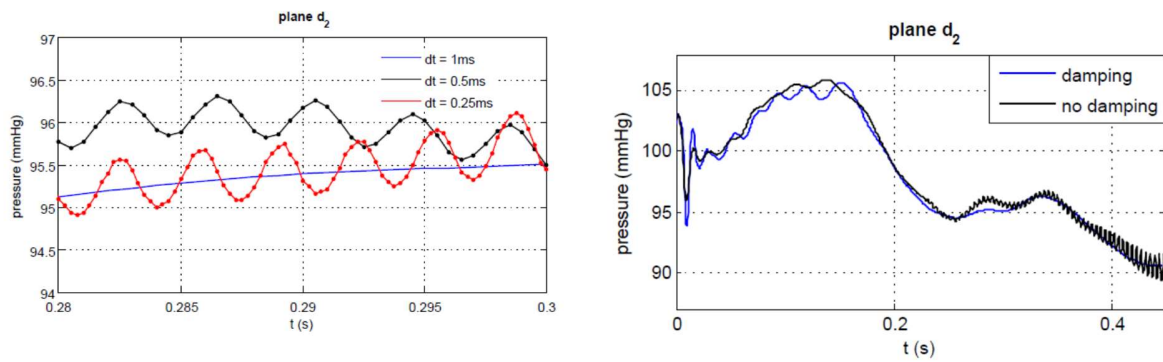 plane d2
97
96.5
96
95.5
95
94.5
94
pressure (mmHg)
dt = 1ms
dt = 0.5ms
dt = 0.25ms
0.28
0.285
0.29
0.295
0.3
t (s)
plane d2
105
100
95
90
pressure (mmHg)
damping
no damping
0
0.2
0.4
t (s)